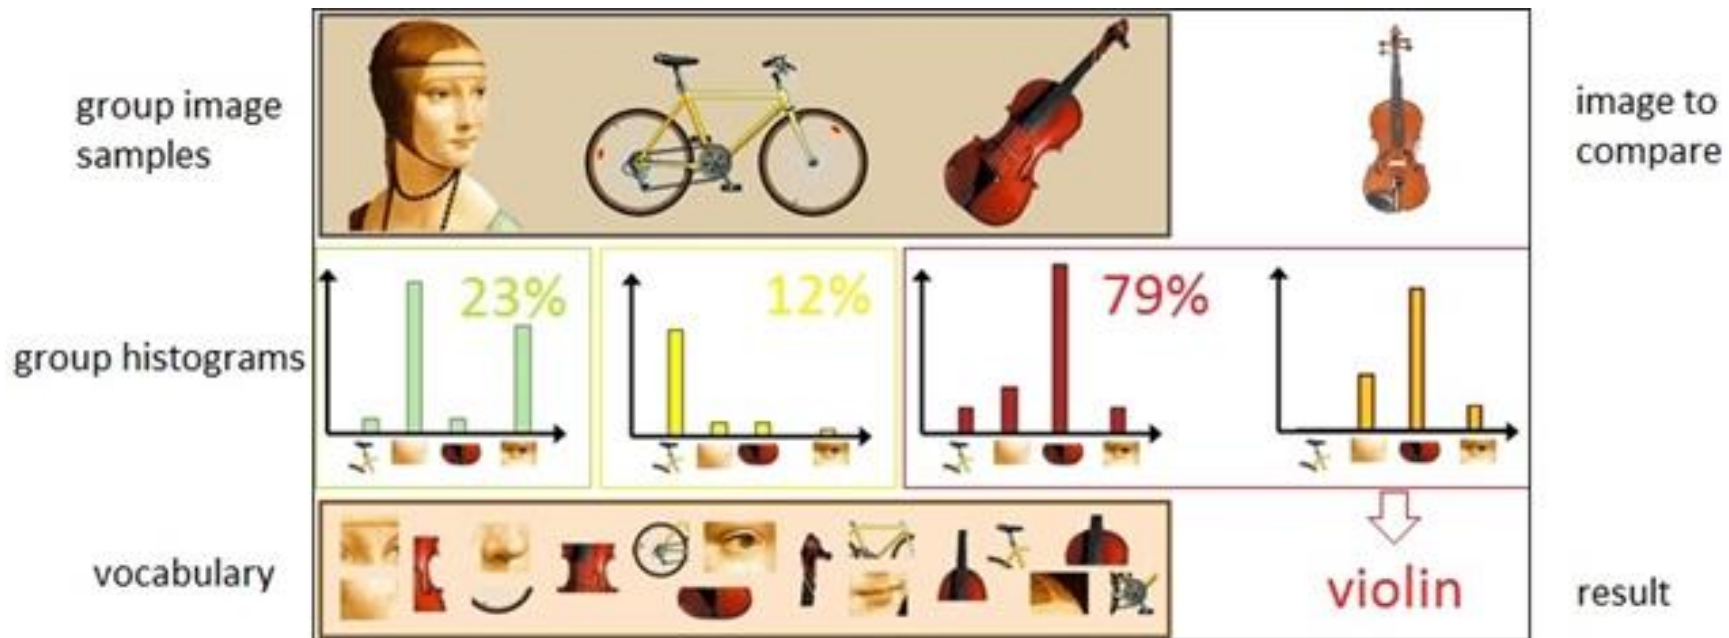 group image
samples
image to
compare
23%
12%
79%
group histograms
vocabulary
violin
result